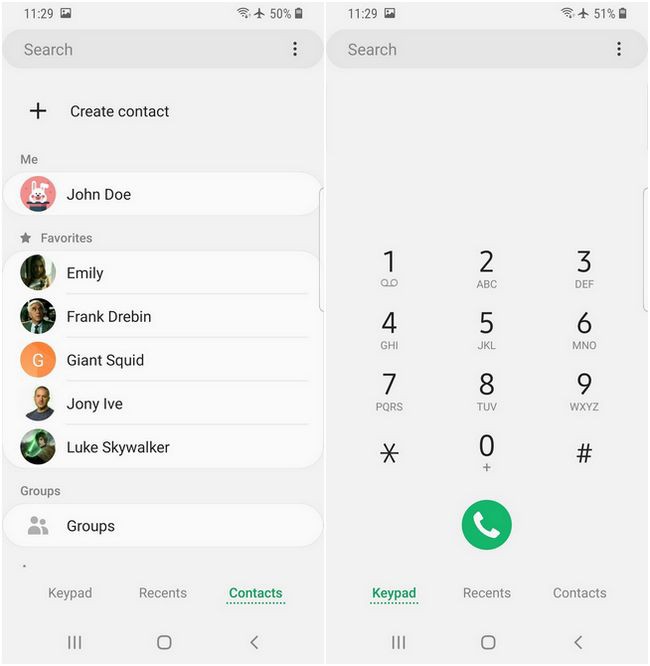 11:29 50%
Search
Create contact
Me
John Doe
Favorites
Emily
Frank Drebin
G Giant Squid
Jony Ive
Luke Skywalker
Groups
Groups
Keypad Recents Contacts
11:29 51%
Search
1 2 3
ABC DEF
4 5 6
GHI JKL MNO
7 8 9
PQRS TUV WXYZ
* 0 #
+
Keypad Recents Contacts